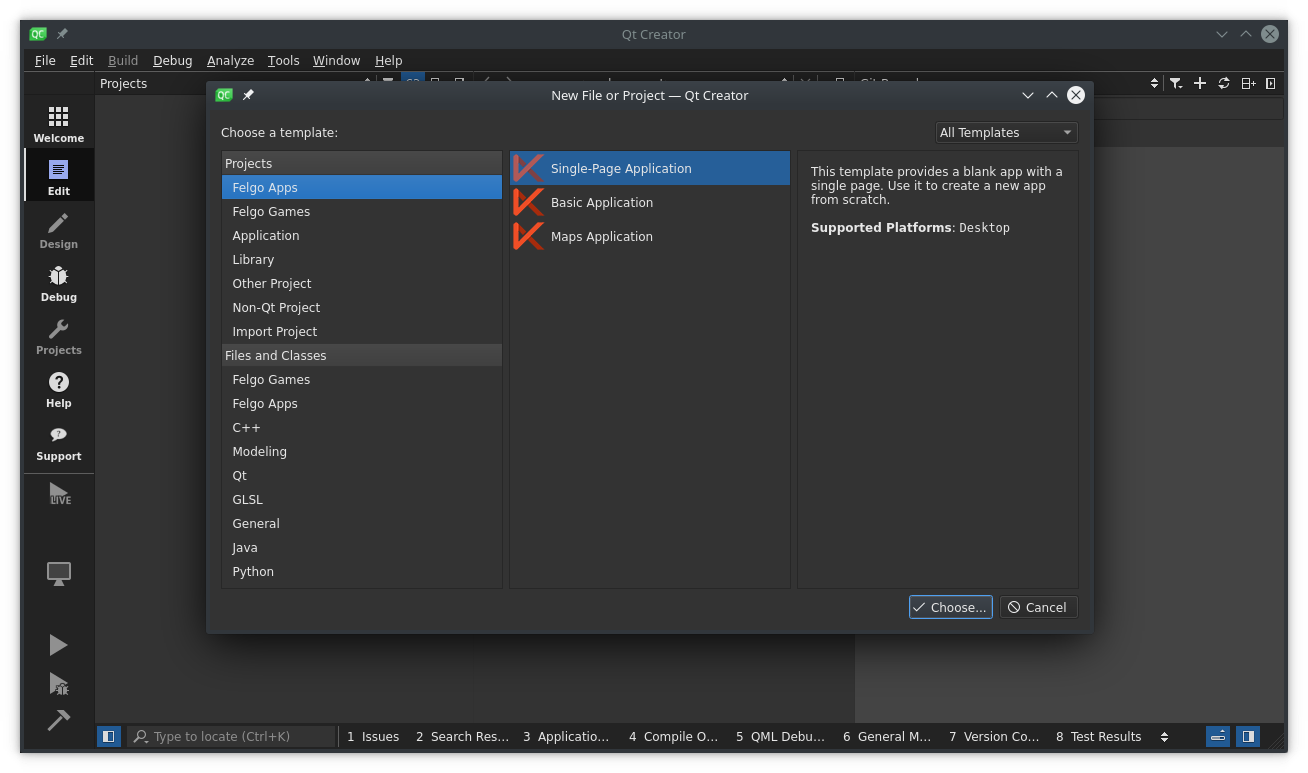 QC
Qt Creator
File Edit Build Debug Analyze Tools Window Help
Projects
QC
New File or Project — Qt Creator
Choose a template:
All Templates
Welcome
Edit
Design
Debug
Projects
Help
Support
LIVE
Projects
Felgo Apps
Felgo Games
Application
Library
Other Project
Non-Qt Project
Import Project
Files and Classes
Felgo Games
Felgo Apps
C++
Modeling
Qt
GLSL
General
Java
Python
Single-Page Application
Basic Application
Maps Application
This template provides a blank app with a
single page. Use it to create a new app
from scratch.
Supported Platforms: Desktop
Choose...
Cancel
Type to locate (Ctrl+K)
1 Issues 2 Search Res... 3 Applicatio... 4 Compile O... 5 QML Debu... 6 General M... 7 Version Co... 8 Test Results